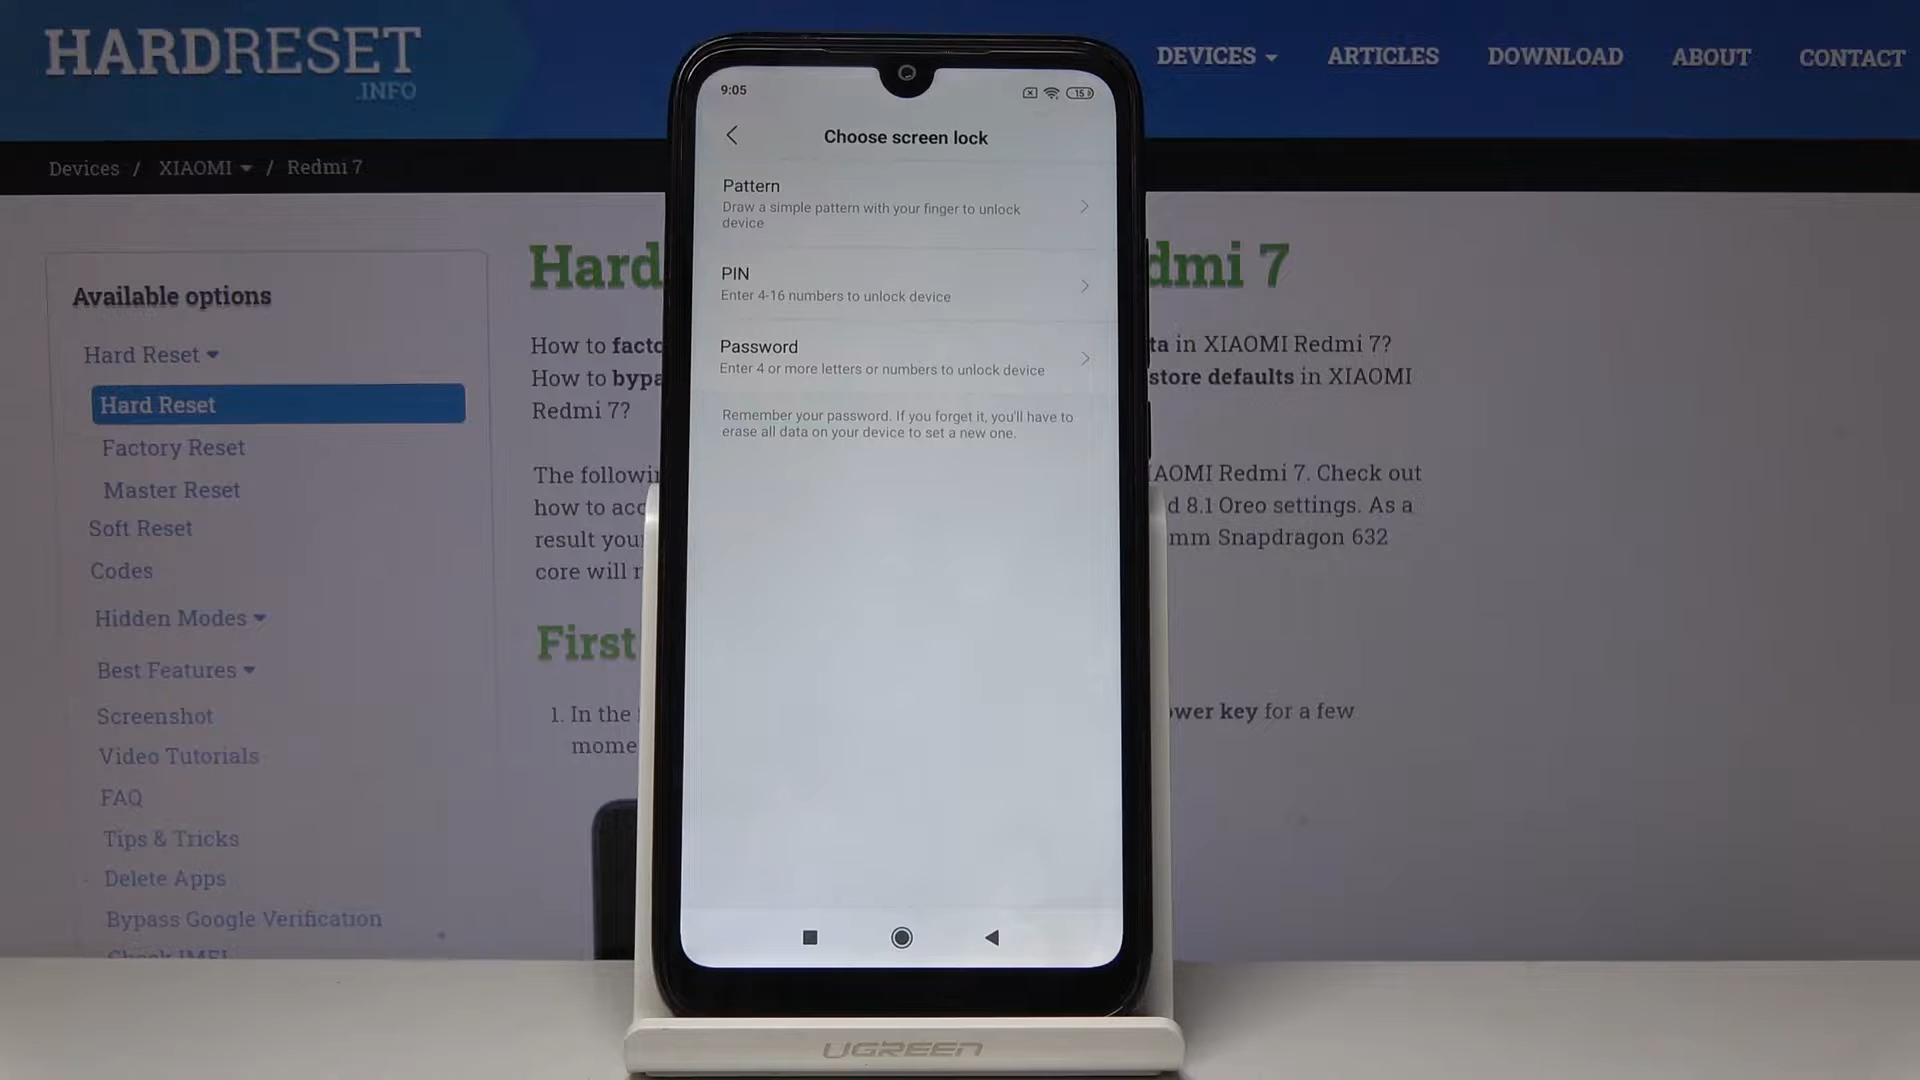 HARDRESET
.INFO
DEVICES ARTICLES DOWNLOAD ABOUT CONTACT
Devices / XIAOMI / Redmi 7
Available options
Hard Reset
Hard Reset
Factory Reset
Master Reset
Soft Reset
Codes
Hidden Modes
Best Features
Screenshot
Video Tutorials
FAQ
Tips & Tricks
Delete Apps
Bypass Google Verification
Check IMEI
Hard dmi 7
How to facto ta in XIAOMI Redmi 7?
How to bypa store defaults in XIAOMI
Redmi 7?
The followin AOMI Redmi 7. Check out
how to acc d 8.1 Oreo settings. As a
result you mm Snapdragon 632
core will r
First
1. In the ower key for a few
mome
9:05
15
Choose screen lock
Pattern
Draw a simple pattern with your finger to unlock
device
PIN
Enter 4-16 numbers to unlock device
Password
Enter 4 or more letters or numbers to unlock device
Remember your password. If you forget it, you'll have to
erase all data on your device to set a new one.
UGREEN